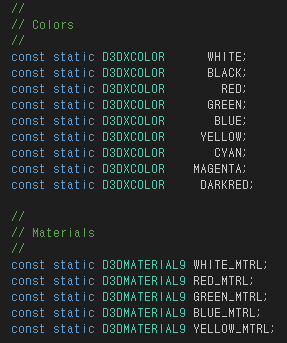 //
// Colors
//
const static D3DXCOLOR WHITE;
const static D3DXCOLOR BLACK;
const static D3DXCOLOR RED;
const static D3DXCOLOR GREEN;
const static D3DXCOLOR BLUE;
const static D3DXCOLOR YELLOW;
const static D3DXCOLOR CYAN;
const static D3DXCOLOR MAGENTA;
const static D3DXCOLOR DARKRED;
//
// Materials
//
const static D3DMATERIAL9 WHITE_MTRL;
const static D3DMATERIAL9 RED_MTRL;
const static D3DMATERIAL9 GREEN_MTRL;
const static D3DMATERIAL9 BLUE_MTRL;
const static D3DMATERIAL9 YELLOW_MTRL;